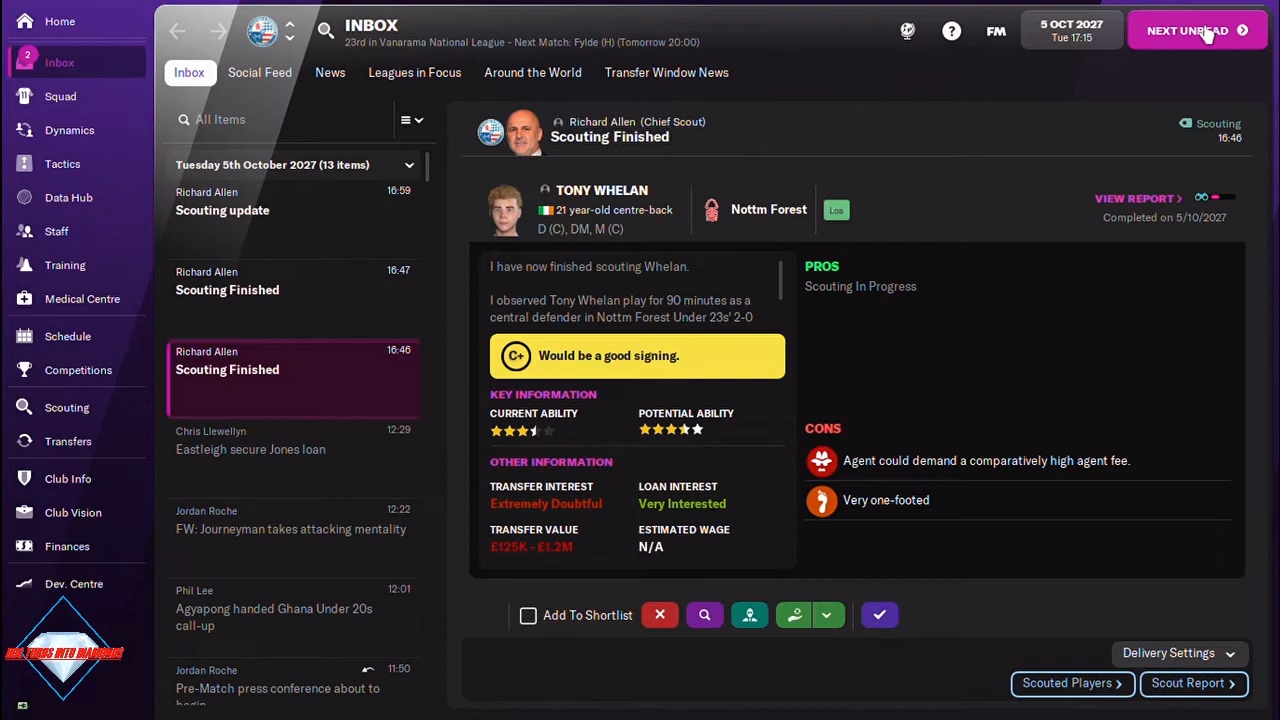 Home
2
Inbox
Squad
Dynamics
Tactics
Data Hub
Staff
Training
Medical Centre
Schedule
Competitions
Scouting
Transfers
Club Info
Club Vision
Finances
Dev. Centre
INBOX
23rd in Vanarama National League - Next Match: Fylde (H) (Tomorrow 20:00)
?
FM
5 OCT 2027
Tue 17:15
NEXT UNREAD
Inbox
Social Feed
News
Leagues in Focus
Around the World
Transfer Window News
All Items
Tuesday 5th October 2027 (13 items)
Richard Allen 16:59
Scouting update
Richard Allen 16:47
Scouting Finished
Richard Allen 16:46
Scouting Finished
Chris Llewellyn 12:29
Eastleigh secure Jones loan
Jordan Roche 12:22
FW: Journeyman takes attacking mentality
Phil Lee 12:01
Agyapong handed Ghana Under 20s
call-up
Jordan Roche 11:50
Pre-Match press conference about to
begin
Richard Allen (Chief Scout)
Scouting Finished
Scouting
16:46
TONY WHELAN
21 year-old centre-back
D (C), DM, M (C)
Nottm Forest
Loa
VIEW REPORT >
Completed on 5/10/2027
I have now finished scouting Whelan.
I observed Tony Whelan play for 90 minutes as a
central defender in Nottm Forest Under 23s' 2-0
C+ Would be a good signing.
KEY INFORMATION
CURRENT ABILITY
POTENTIAL ABILITY
OTHER INFORMATION
TRANSFER INTEREST
LOAN INTEREST
Extremely Doubtful
Very Interested
TRANSFER VALUE
ESTIMATED WAGE
£125K - £1.2M
N/A
PROS
Scouting In Progress
CONS
Agent could demand a comparatively high agent fee.
Very one-footed
Add To Shortlist
Delivery Settings
Scouted Players >
Scout Report >